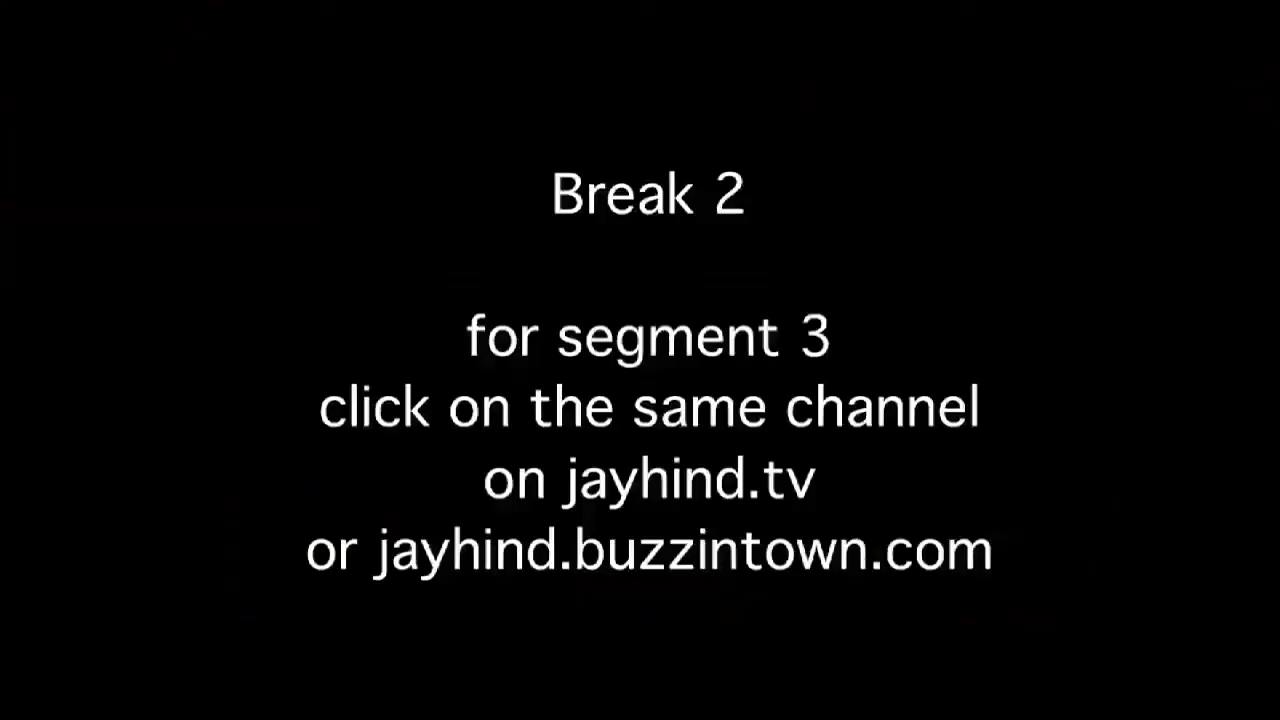 Break 2
for segment 3
click on the same channel
on jayhind.tv
or jayhind.buzzintown.com